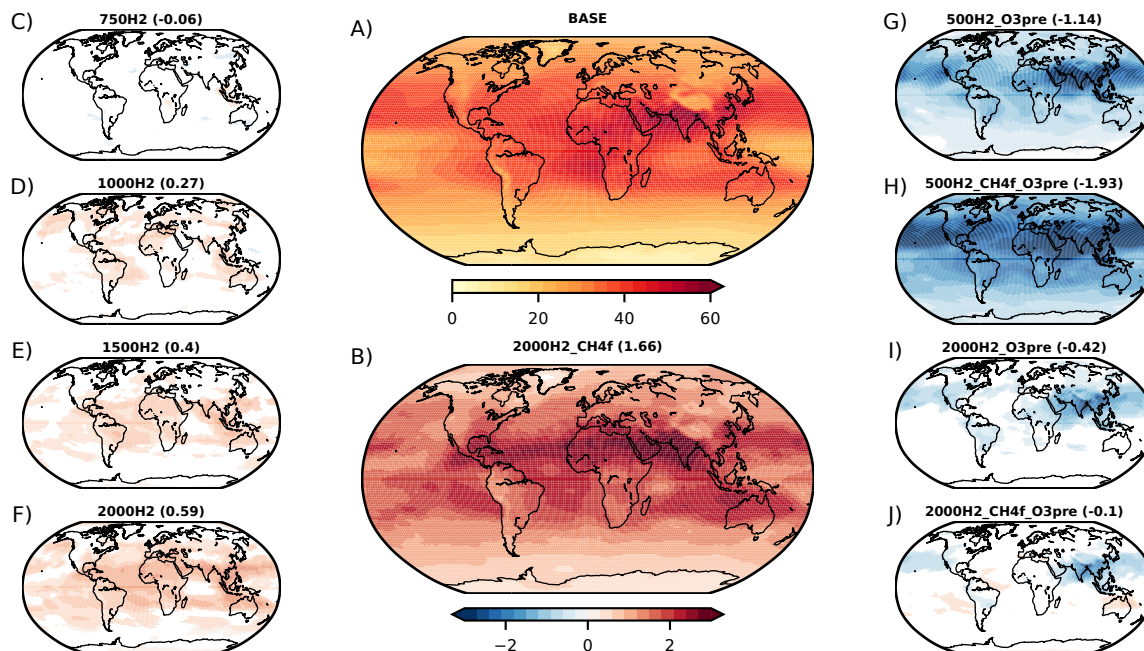 C)
750H2 (-0.06)
D)
1000H2 (0.27)
E)
1500H2 (0.4)
F)
2000H2 (0.59)
A)
BASE
0 20 40 60
B)
2000H2_CH4f (1.66)
−2 0 2
G)
500H2_O3pre (-1.14)
H)
500H2_CH4f_O3pre (-1.93)
I)
2000H2_O3pre (-0.42)
J)
2000H2_CH4f_O3pre (-0.1)